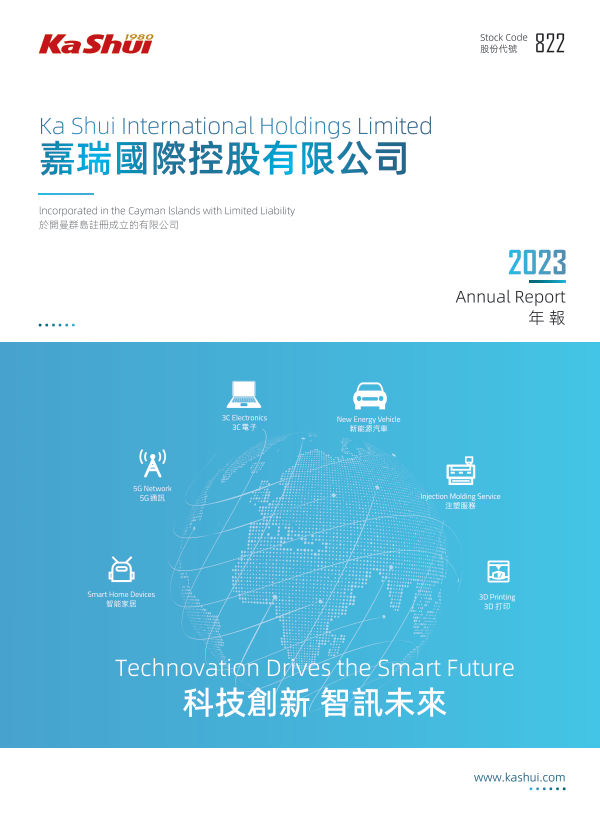 KaShui 1980
Stock Code
股份代號
822
Ka Shui International Holdings Limited
嘉瑞國際控股有限公司
Incorporated in the Cayman Islands with Limited Liability
於開曼群島註冊成立的有限公司
2023
Annual Report
年報
3C Electronics
3C電子
New Energy Vehicle
新能源汽車
5G Network
5G通訊
Injection Molding Service
注塑服務
Smart Home Devices
智能家居
3D Printing
3D打印
Technovation Drives the Smart Future
科技創新 智訊未來
www.kashui.com